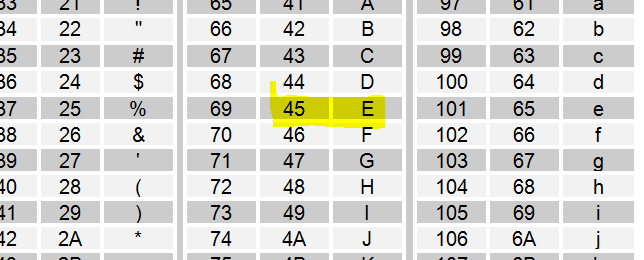 33 21 ! 65 41 A 97 61 a
34 22 " 66 42 B 98 62 b
35 23 # 67 43 C 99 63 c
36 24 $ 68 44 D 100 64 d
37 25 % 69 45 E 101 65 e
38 26 & 70 46 F 102 66 f
39 27 ' 71 47 G 103 67 g
40 28 ( 72 48 H 104 68 h
41 29 ) 73 49 I 105 69 i
42 2A * 74 4A J 106 6A j